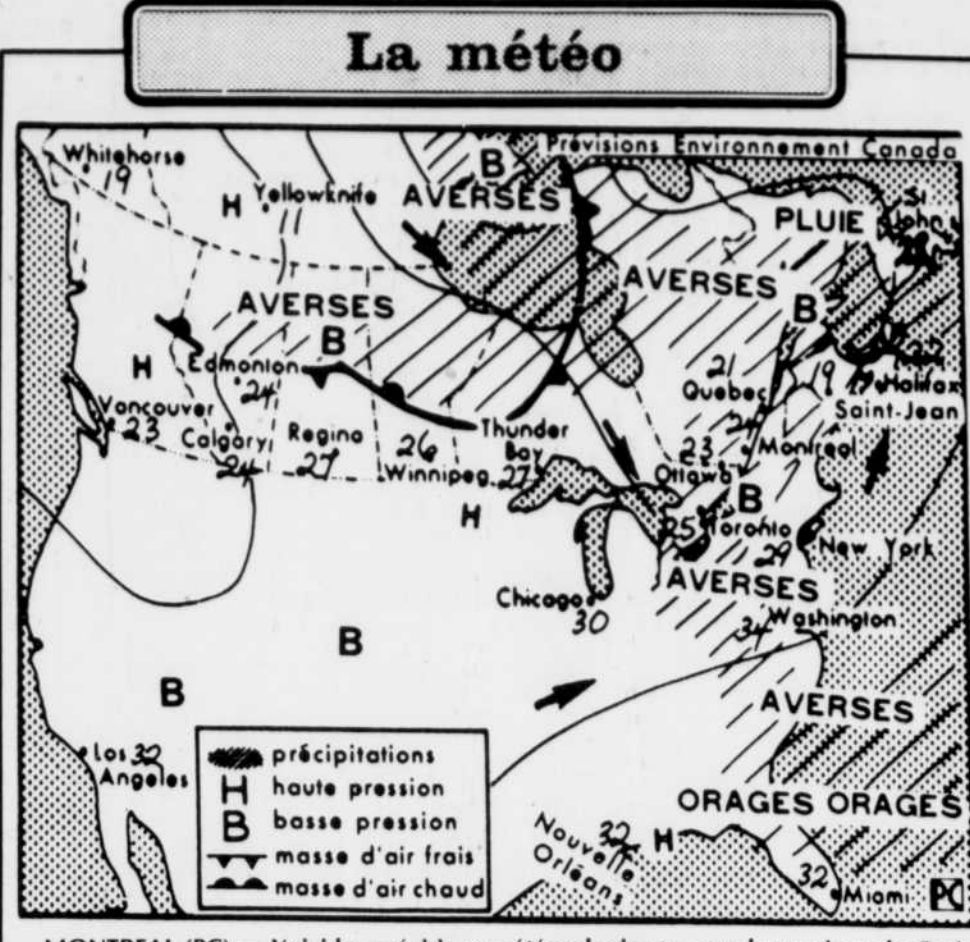 La météo
Prévisions Environnement Canada
Whitehorse
19
H Yellowknife
11
B
AVERSES
PLUIE
St
John's
AVERSES
AVERSES
B
B
H
Edmonton
24
Vancouver
23
Calgary
24
Regina
27
26
Winnipeg
Thunder
Bay
27
H
21
Quebec
24
19
19
Halifax
Saint-Jean
23
Ottawa
Montreal
B
25
Toronto
29
New York
AVERSES
Chicago
30
34
Washington
B
B
AVERSES
Los 32
Angeles
précipitations
H haute pression
B basse pression
masse d'air frais
masse d'air chaud
ORAGES ORAGES
Nouvelle 32
Orléans
H
32
Miami
PC